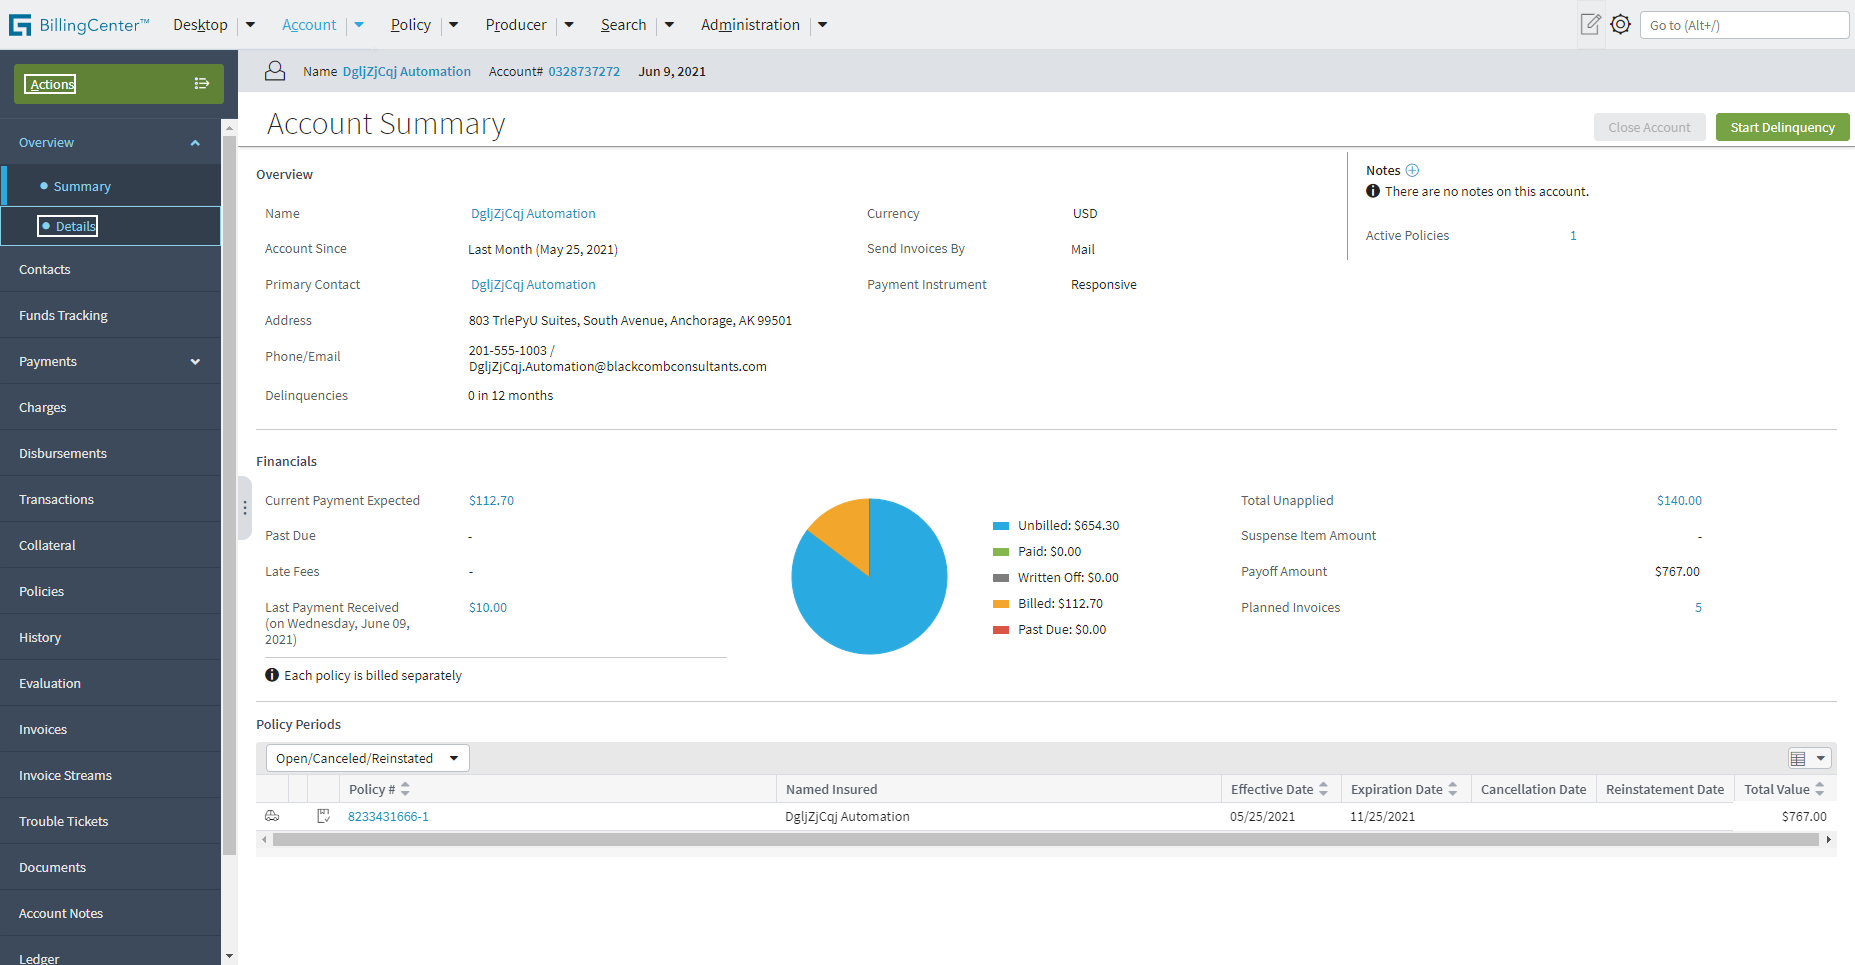 BillingCenter™ Desktop Account Policy Producer Search Administration Go to (Alt+/)
Actions
Name DgljZjCqj Automation Account# 0328737272 Jun 9, 2021
Account Summary
Close Account
Start Delinquency
Overview
Summary
Details
Contacts
Funds Tracking
Payments
Charges
Disbursements
Transactions
Collateral
Policies
History
Evaluation
Invoices
Invoice Streams
Trouble Tickets
Documents
Account Notes
Ledger
Overview
Name DgljZjCqj Automation
Account Since Last Month (May 25, 2021)
Primary Contact DgljZjCqj Automation
Address 803 TrlePyU Suites, South Avenue, Anchorage, AK 99501
Phone/Email 201-555-1003 /
DgljZjCqj.Automation@blackcombconsultants.com
Delinquencies 0 in 12 months
Currency USD
Send Invoices By Mail
Payment Instrument Responsive
Notes
There are no notes on this account.
Active Policies 1
Financials
Current Payment Expected $112.70
Past Due -
Late Fees -
Last Payment Received $10.00
(on Wednesday, June 09,
2021)
Each policy is billed separately
Unbilled: $654.30
Paid: $0.00
Written Off: $0.00
Billed: $112.70
Past Due: $0.00
Total Unapplied $140.00
Suspense Item Amount -
Payoff Amount $767.00
Planned Invoices 5
Policy Periods
Open/Canceled/Reinstated
Policy # Named Insured Effective Date Expiration Date Cancellation Date Reinstatement Date Total Value
8233431666-1 DgljZjCqj Automation 05/25/2021 11/25/2021 $767.00